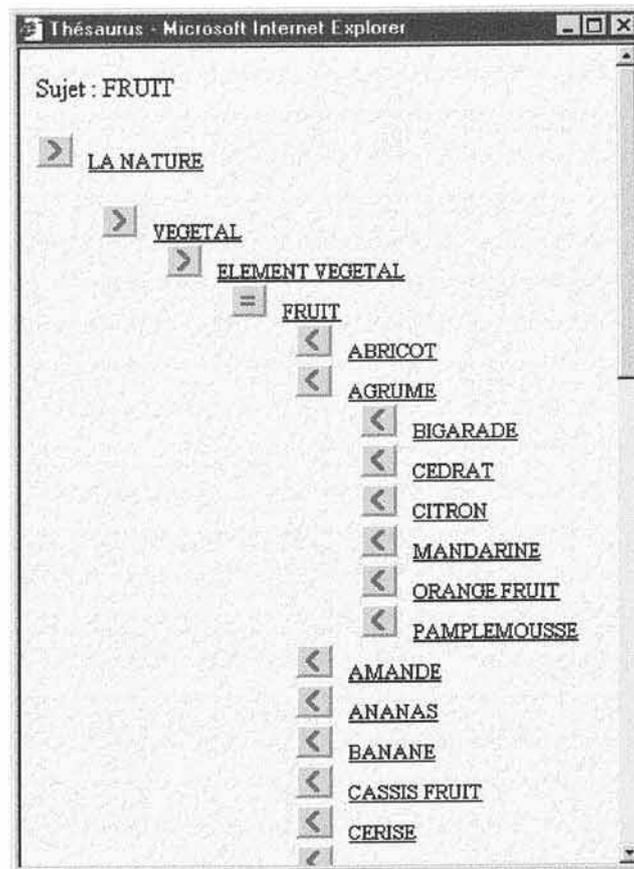 Thésaurus - Microsoft Internet Explorer
Sujet : FRUIT
> LA NATURE
> VEGETAL
> ELEMENT VEGETAL
= FRUIT
< ABRICOT
< AGRUME
< BIGARADE
< CEDRAT
< CITRON
< MANDARINE
< ORANGE FRUIT
< PAMPLEMOUSSE
< AMANDE
< ANANAS
< BANANE
< CASSIS FRUIT
< CERISE